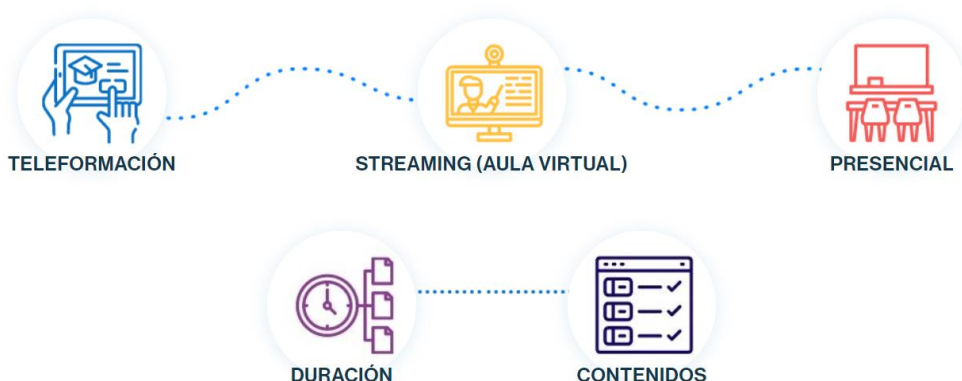 TELEFORMACIÓN
STREAMING (AULA VIRTUAL)
PRESENCIAL
DURACIÓN
CONTENIDOS